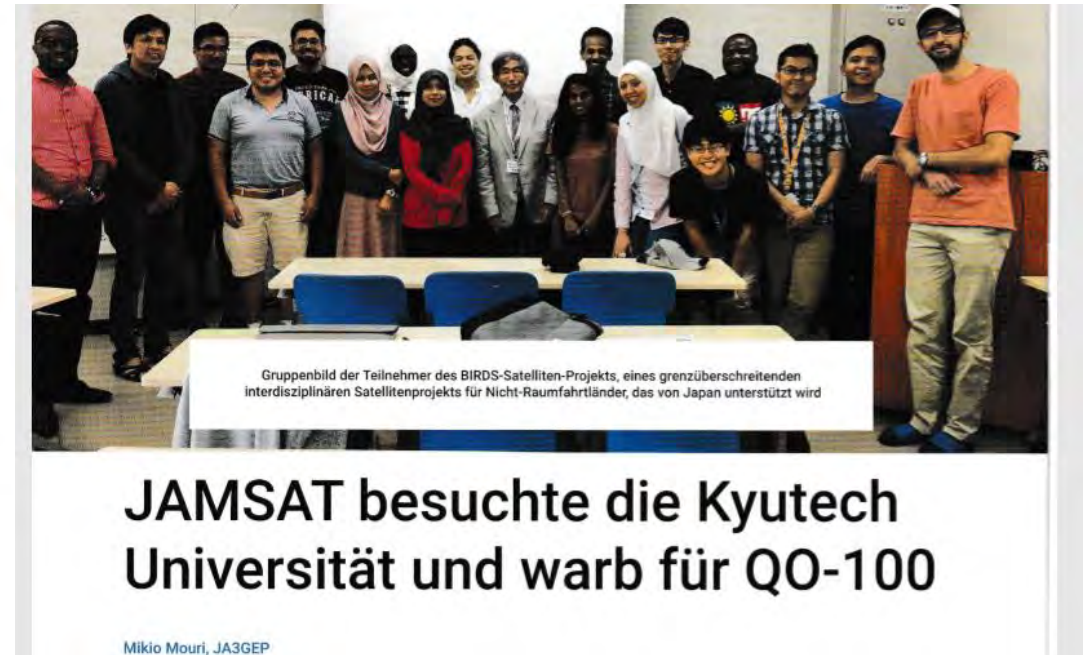 Gruppenbild der Teilnehmer des BIRDS-Satelliten-Projekts, eines grenzüberschreitenden
interdisziplinären Satellitenprojekts für Nicht-Raumfahrtländer, das von Japan unterstützt wird
JAMSAT besuchte die Kyutech
Universität und warb für QO-100
Mikio Mouri, JA3GEP